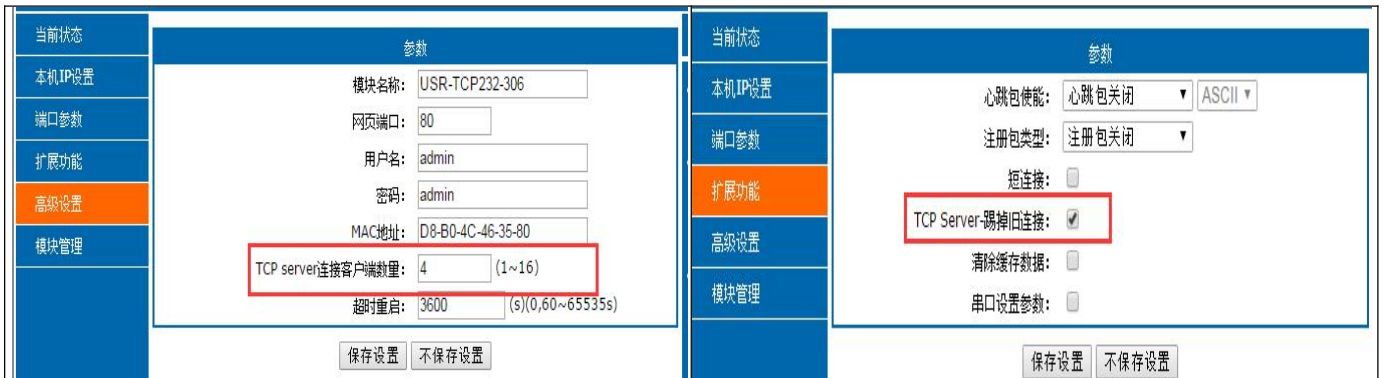 当前状态
本机IP设置
端口参数
扩展功能
高级设置
模块管理
参数
模块名称: USR-TCP232-306
网页端口: 80
用户名: admin
密码: admin
MAC地址: D8-B0-4C-46-35-80
TCP server连接客户端数量: 4 (1~16)
超时重启: 3600 (s)(0,60~65535s)
保存设置 不保存设置
当前状态
本机IP设置
端口参数
扩展功能
高级设置
模块管理
参数
心跳包使能: 心跳包关闭 ASCII
注册包类型: 注册包关闭
短连接:
TCP Server-踢掉旧连接:
清除缓存数据:
串口设置参数:
保存设置 不保存设置